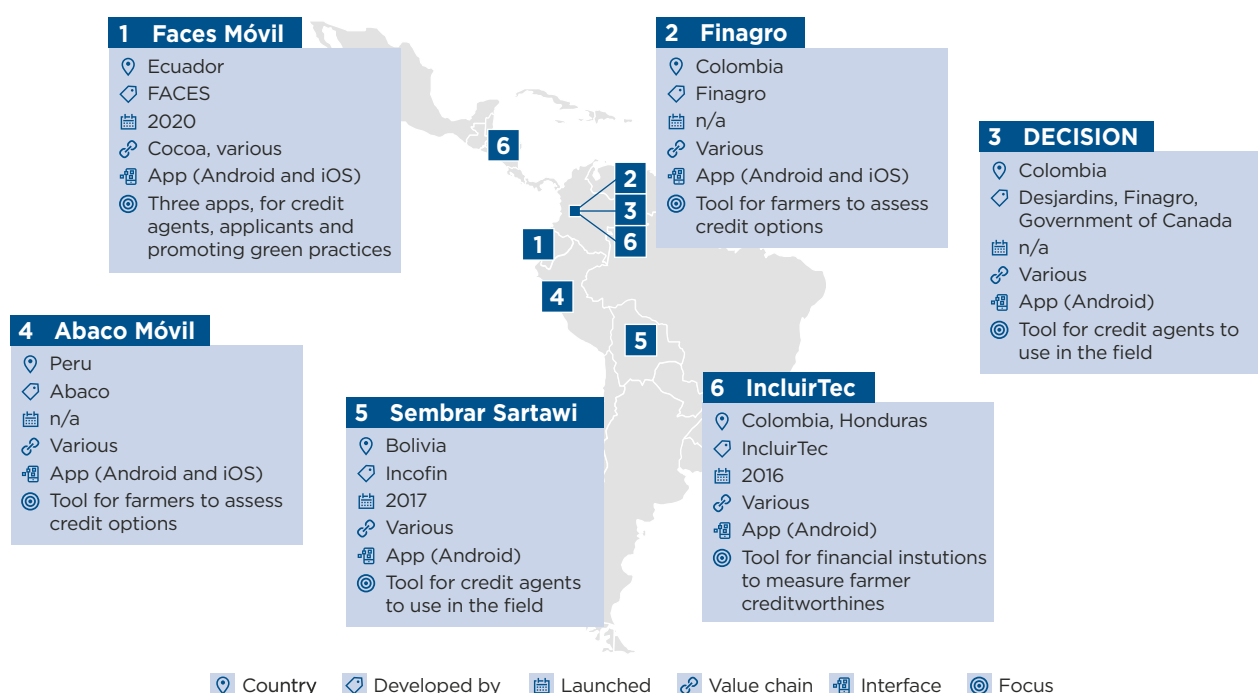 1 Faces Móvil
Ecuador
FACES
2020
Cocoa, various
App (Android and iOS)
Three apps, for credit
agents, applicants and
promoting green practices
2 Finagro
Colombia
Finagro
n/a
Various
App (Android and iOS)
Tool for farmers to assess
credit options
3 DECISION
Colombia
Desjardins, Finagro,
Government of Canada
n/a
Various
App (Android)
Tool for credit agents to
use in the field
6
2
3
6
1
4
5
4 Abaco Móvil
Peru
Abaco
n/a
Various
App (Android and iOS)
Tool for farmers to assess
credit options
5 Sembrar Sartawi
Bolivia
Incofin
2017
Various
App (Android)
Tool for credit agents
to use in the field
6 IncluirTec
Colombia, Honduras
IncluirTec
2016
Various
App (Android)
Tool for financial instutions
to measure farmer
creditworthines
Country Developed by Launched Value chain Interface Focus